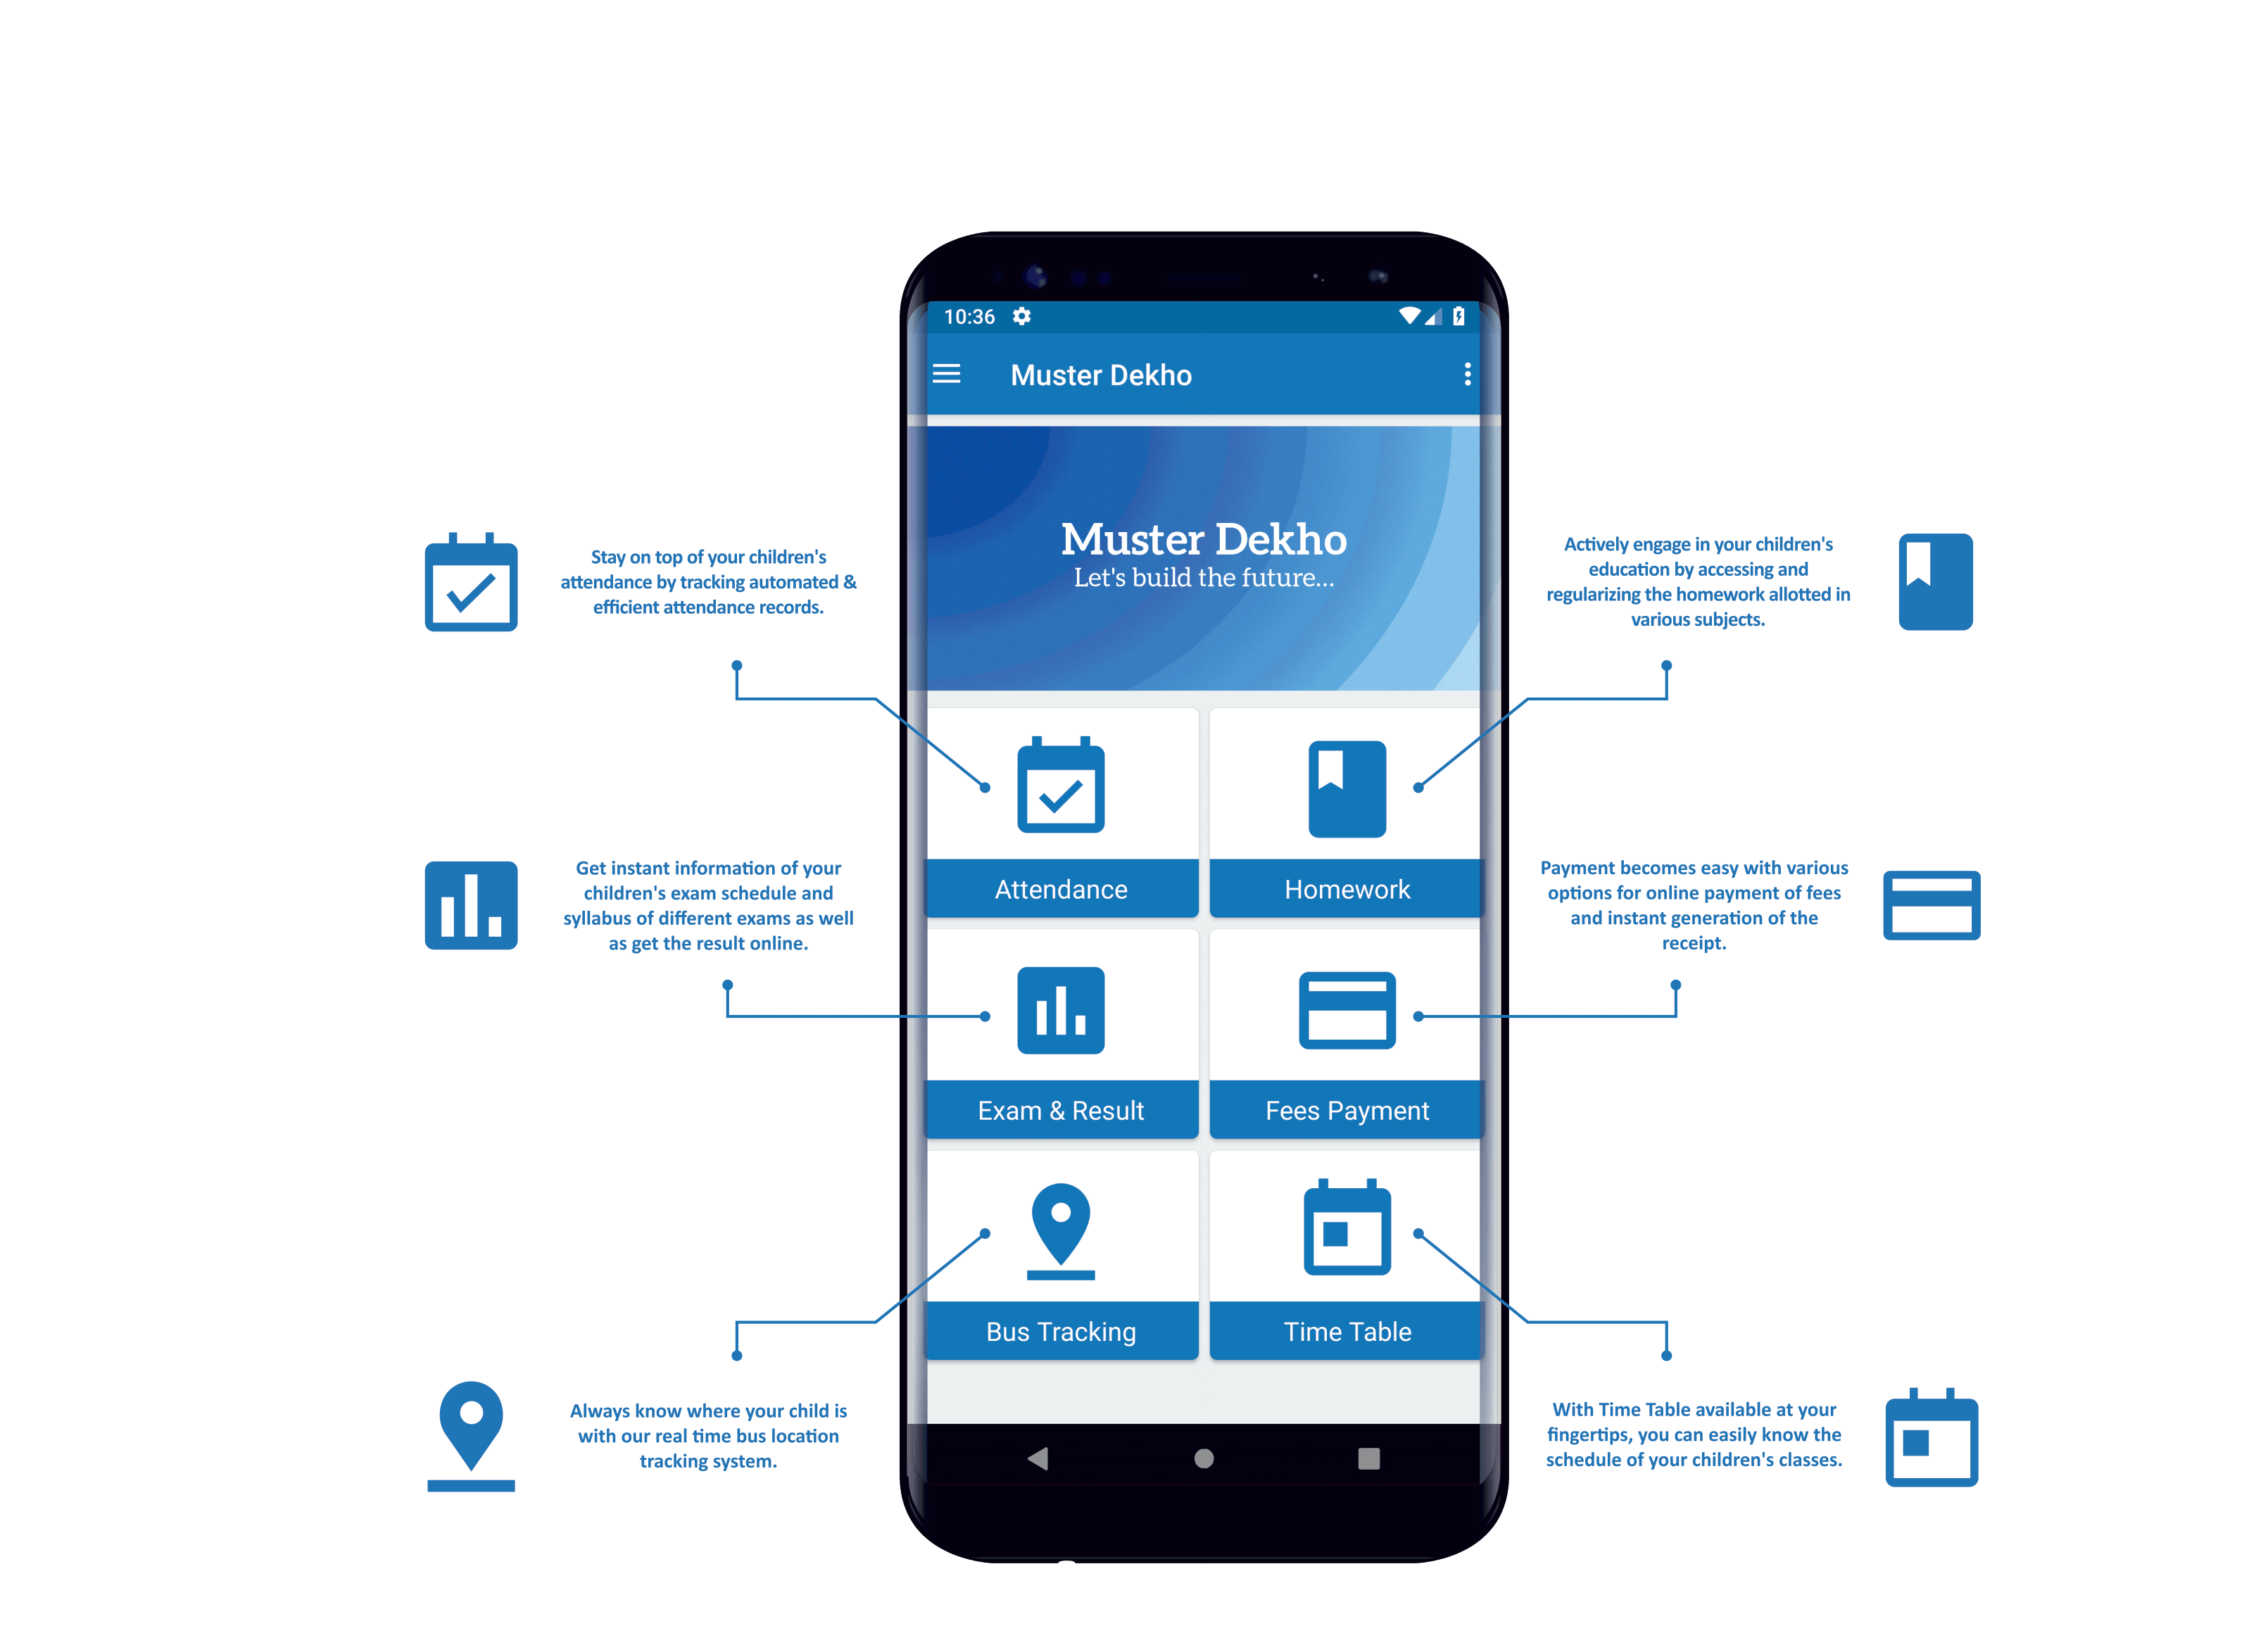 10:36
Muster Dekho
Muster Dekho
Let's build the future...
Stay on top of your children's
attendance by tracking automated &
efficient attendance records.
Actively engage in your children's
education by accessing and
regularizing the homework allotted in
various subjects.
Attendance
Homework
Get instant information of your
children's exam schedule and
syllabus of different exams as well
as get the result online.
Payment becomes easy with various
options for online payment of fees
and instant generation of the
receipt.
Exam & Result
Fees Payment
Bus Tracking
Time Table
Always know where your child is
with our real time bus location
tracking system.
With Time Table available at your
fingertips, you can easily know the
schedule of your children's classes.